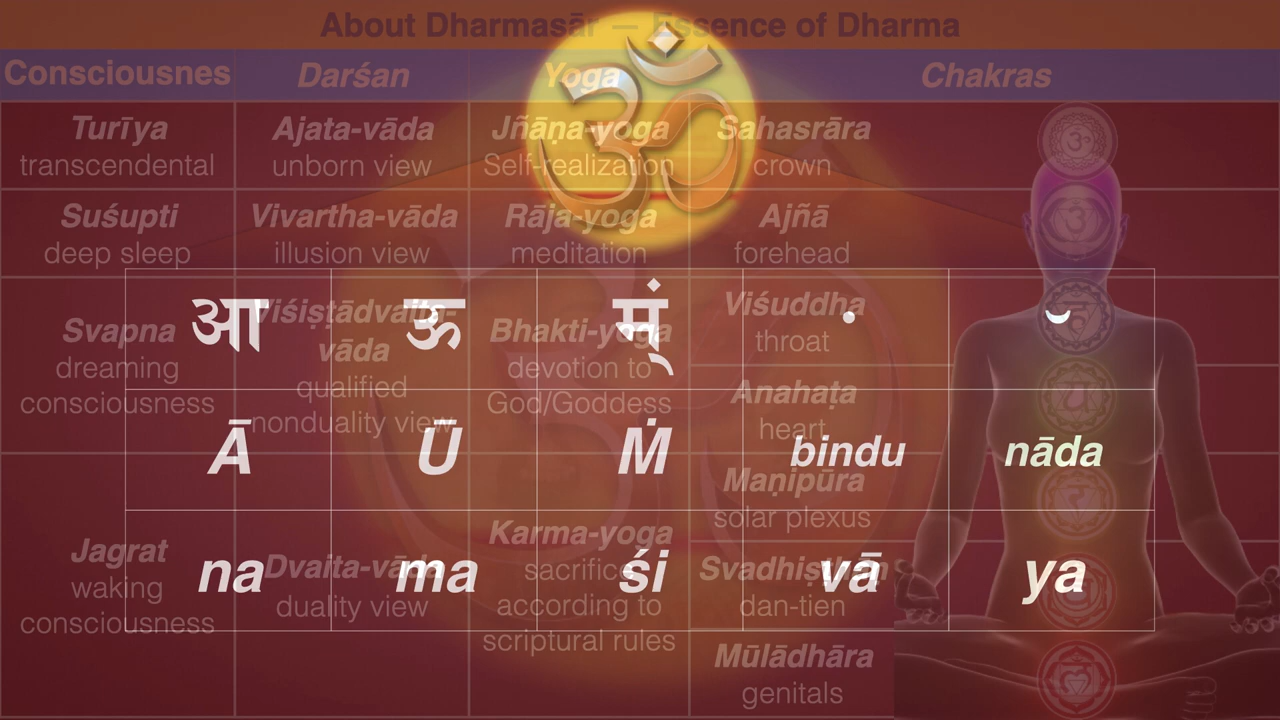 About Dharmasār — Essence of Dharma
Consciousnes Darśan Yoga Chakras
Turīya Ajata-vāda Jñāṇa-yoga Sahasrāra
transcendental unborn view Self-realization crown
Suśupti Vivartha-vāda Rāja-yoga Ajñā
deep sleep illusion view meditation forehead
Svapna
dreaming
consciousness
Viśiṣṭādvaita-
vāda
qualified
nonduality view
Bhakti-yoga
devotion to
God/Goddess
Viśuddha
throat
Anahaṭa
heart
Maṇipūra
solar plexus
Jagrat
waking
consciousness
Dvaita-vāda
duality view
Karma-yoga
sacrifice
according to
scriptural rules
Svadhiṣṭhān
dan-tien
Mūlādhāra
genitals
ॐ
आ ऊ म्ं
Ā Ū Ṁ bindu nāda
na ma śi vā ya